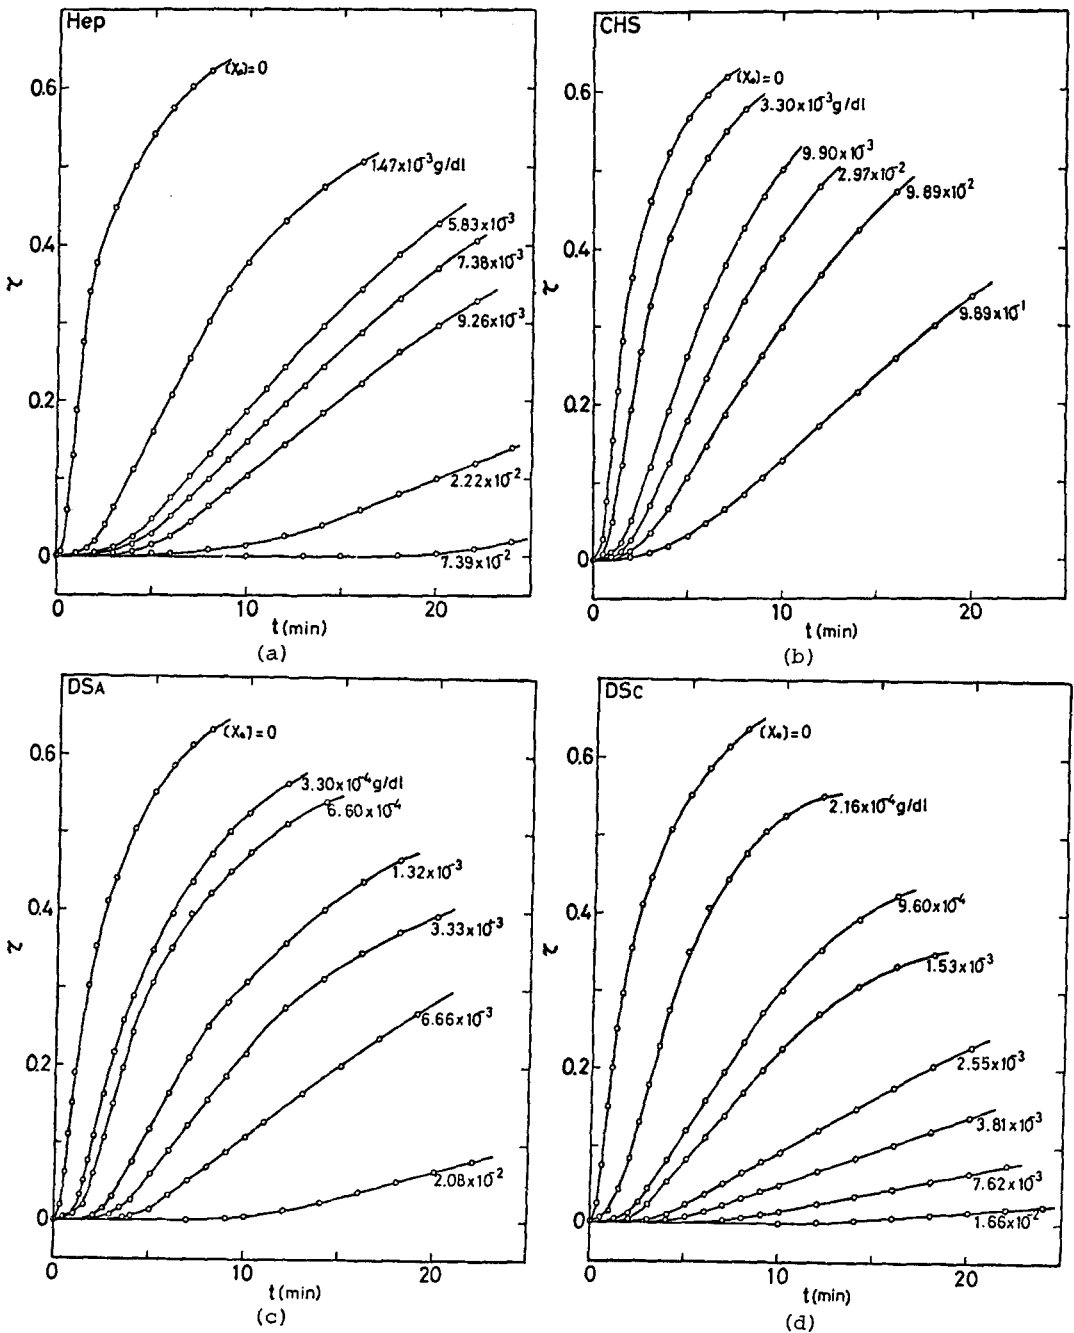 Hep
(χ₀)=0
1.47x10⁻³g/dl
5.83x10⁻³
7.38x10⁻³
9.26x10⁻³
2.22x10⁻²
7.39x10⁻²
0.6
0.4
0.2
0
τ
0 10 20
t(min)
(a)
CHS
(χ₀)=0
3.30x10⁻³g/dl
9.90x10⁻³
2.97x10⁻²
9.89x10⁻²
9.89x10⁻¹
0.6
0.4
0.2
0
τ
0 10 20
t(min)
(b)
DSA
(χ₀)=0
3.30x10⁻⁴g/dl
6.60x10⁻⁴
1.32x10⁻³
3.33x10⁻³
6.66x10⁻³
2.08x10⁻²
0.6
0.4
0.2
0
τ
0 10 20
t(min)
(c)
DSc
(χ₀)=0
2.16x10⁻⁴g/dl
9.60x10⁻⁴
1.53x10⁻³
2.55x10⁻³
3.81x10⁻³
7.62x10⁻³
1.66x10⁻²
0.6
0.4
0.2
0
τ
0 10 20
t(min)
(d)